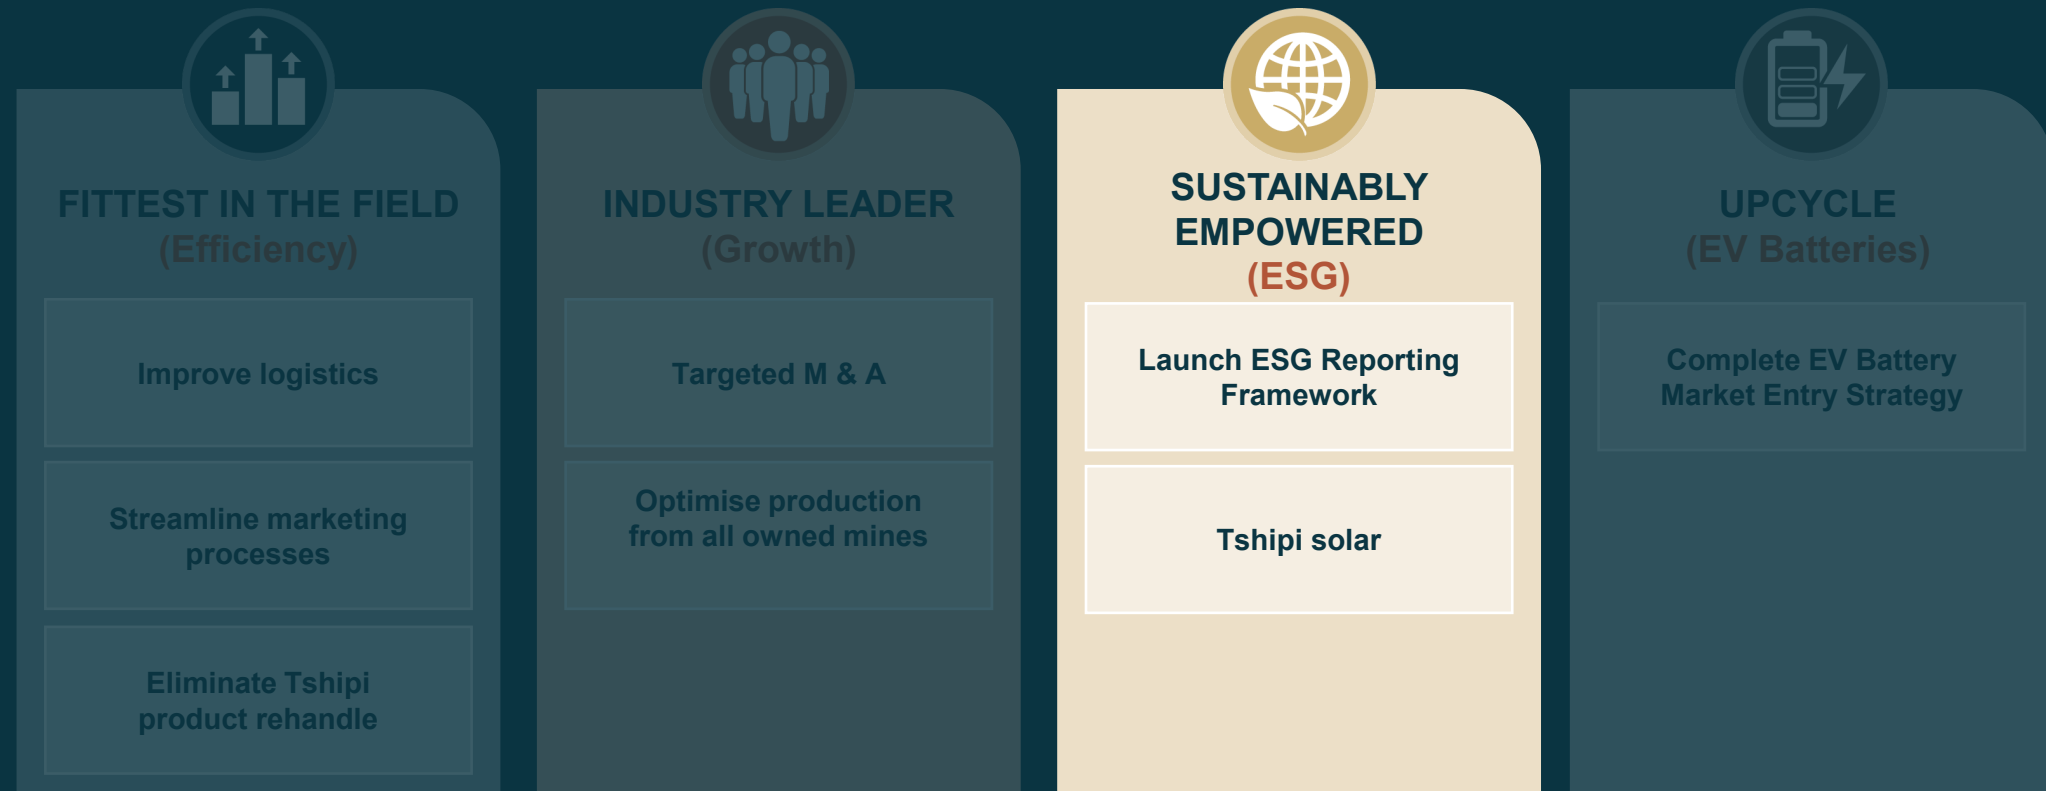 FITTEST IN THE FIELD
(Efficiency)
Improve logistics
Streamline marketing
processes
Eliminate Tshipi
product rehandle
INDUSTRY LEADER
(Growth)
Targeted M & A
Optimise production
from all owned mines
SUSTAINABLY
EMPOWERED
(ESG)
Launch ESG Reporting
Framework
Tshipi solar
UPCYCLE
(EV Batteries)
Complete EV Battery
Market Entry Strategy